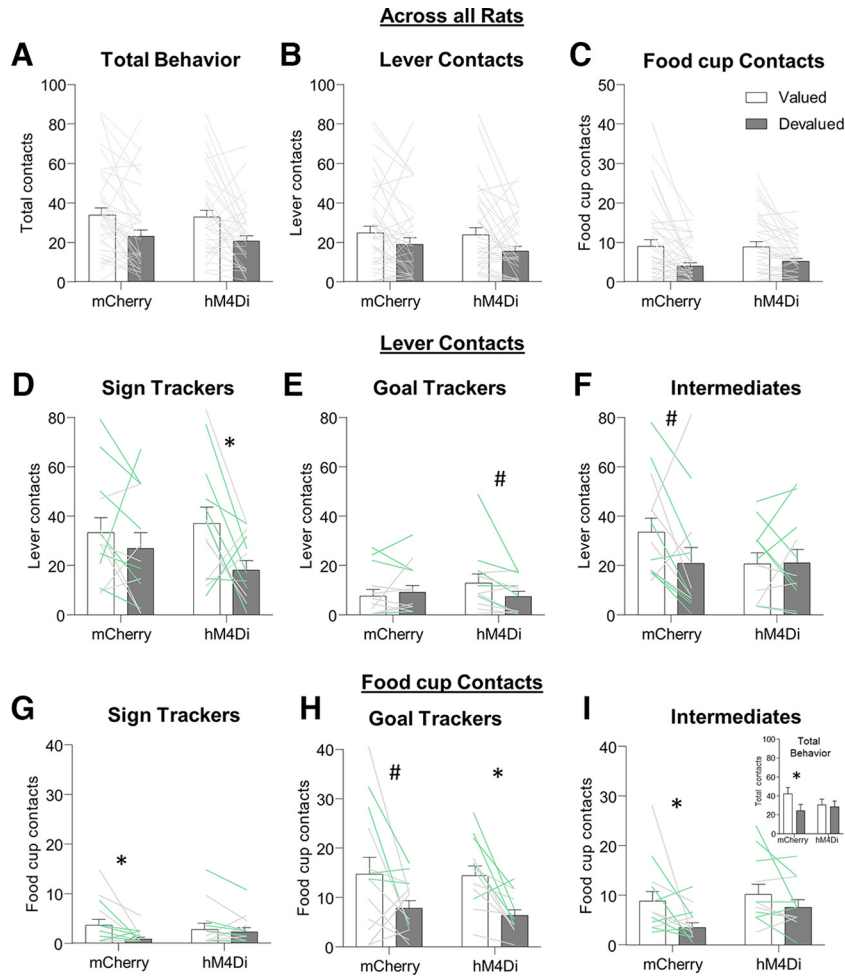 Across all Rats
A Total Behavior
Total contacts
100
80
60
40
20
0
mCherry hM4Di
B Lever Contacts
Lever contacts
100
80
60
40
20
0
mCherry hM4Di
C Food cup Contacts
Food cup contacts
50
40
30
20
10
0
Valued
Devalued
mCherry hM4Di
Lever Contacts
D Sign Trackers
Lever contacts
80
60
40
20
0
*
mCherry hM4Di
E Goal Trackers
Lever contacts
80
60
40
20
0
#
mCherry hM4Di
F Intermediates
Lever contacts
80
60
40
20
0
#
mCherry hM4Di
Food cup Contacts
G Sign Trackers
Food cup contacts
40
30
20
10
0
*
mCherry hM4Di
H Goal Trackers
Food cup contacts
40
30
20
10
0
# *
mCherry hM4Di
I Intermediates
Food cup contacts
40
30
20
10
0
*
mCherry hM4Di
Total
Behavior
Total contacts
100
80
60
40
20
0
*
mCherry hM4Di